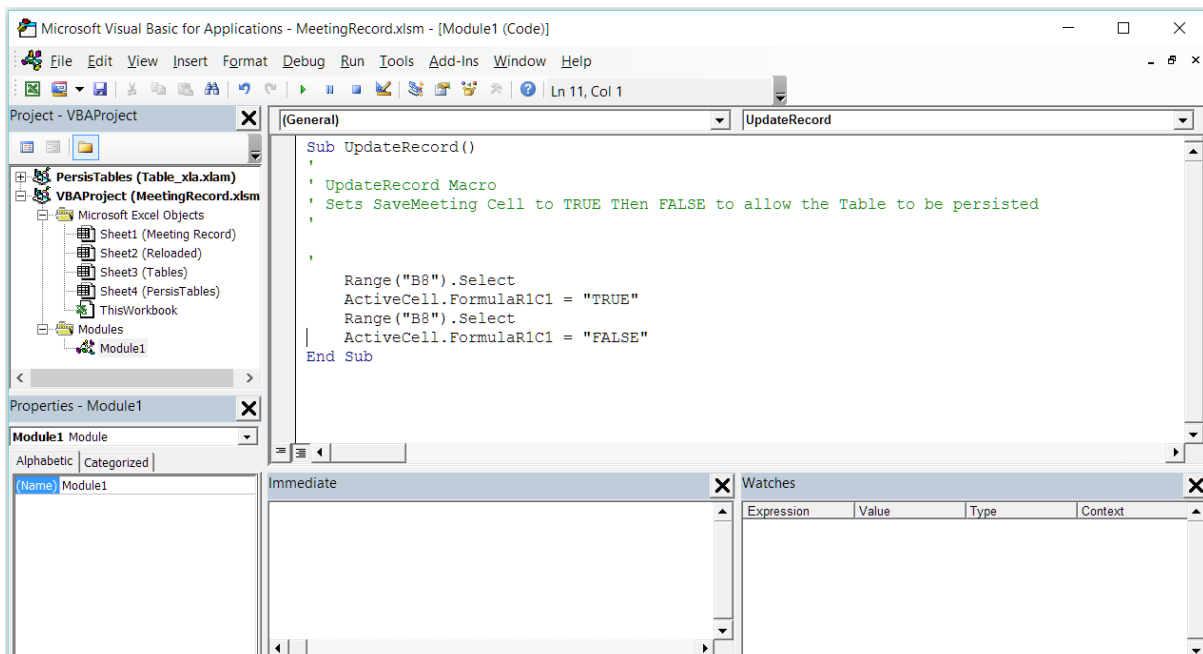 Microsoft Visual Basic for Applications - MeetingRecord.xlsm - [Module1 (Code)]
File Edit View Insert Format Debug Run Tools Add-Ins Window Help
Ln 11, Col 1
Project - VBAProject
PersisTables (Table_xla.xlam)
VBAProject (MeetingRecord.xlsm
Microsoft Excel Objects
Sheet1 (Meeting Record)
Sheet2 (Reloaded)
Sheet3 (Tables)
Sheet4 (PersisTables)
ThisWorkbook
Modules
Module1
(General) UpdateRecord
Sub UpdateRecord()
'
' UpdateRecord Macro
' Sets SaveMeeting Cell to TRUE THen FALSE to allow the Table to be persisted
'
'
Range("B8").Select
ActiveCell.FormulaR1C1 = "TRUE"
Range("B8").Select
ActiveCell.FormulaR1C1 = "FALSE"
End Sub
Properties - Module1
Module1 Module
Alphabetic Categorized
(Name) Module1
Immediate
Watches
Expression Value Type Context